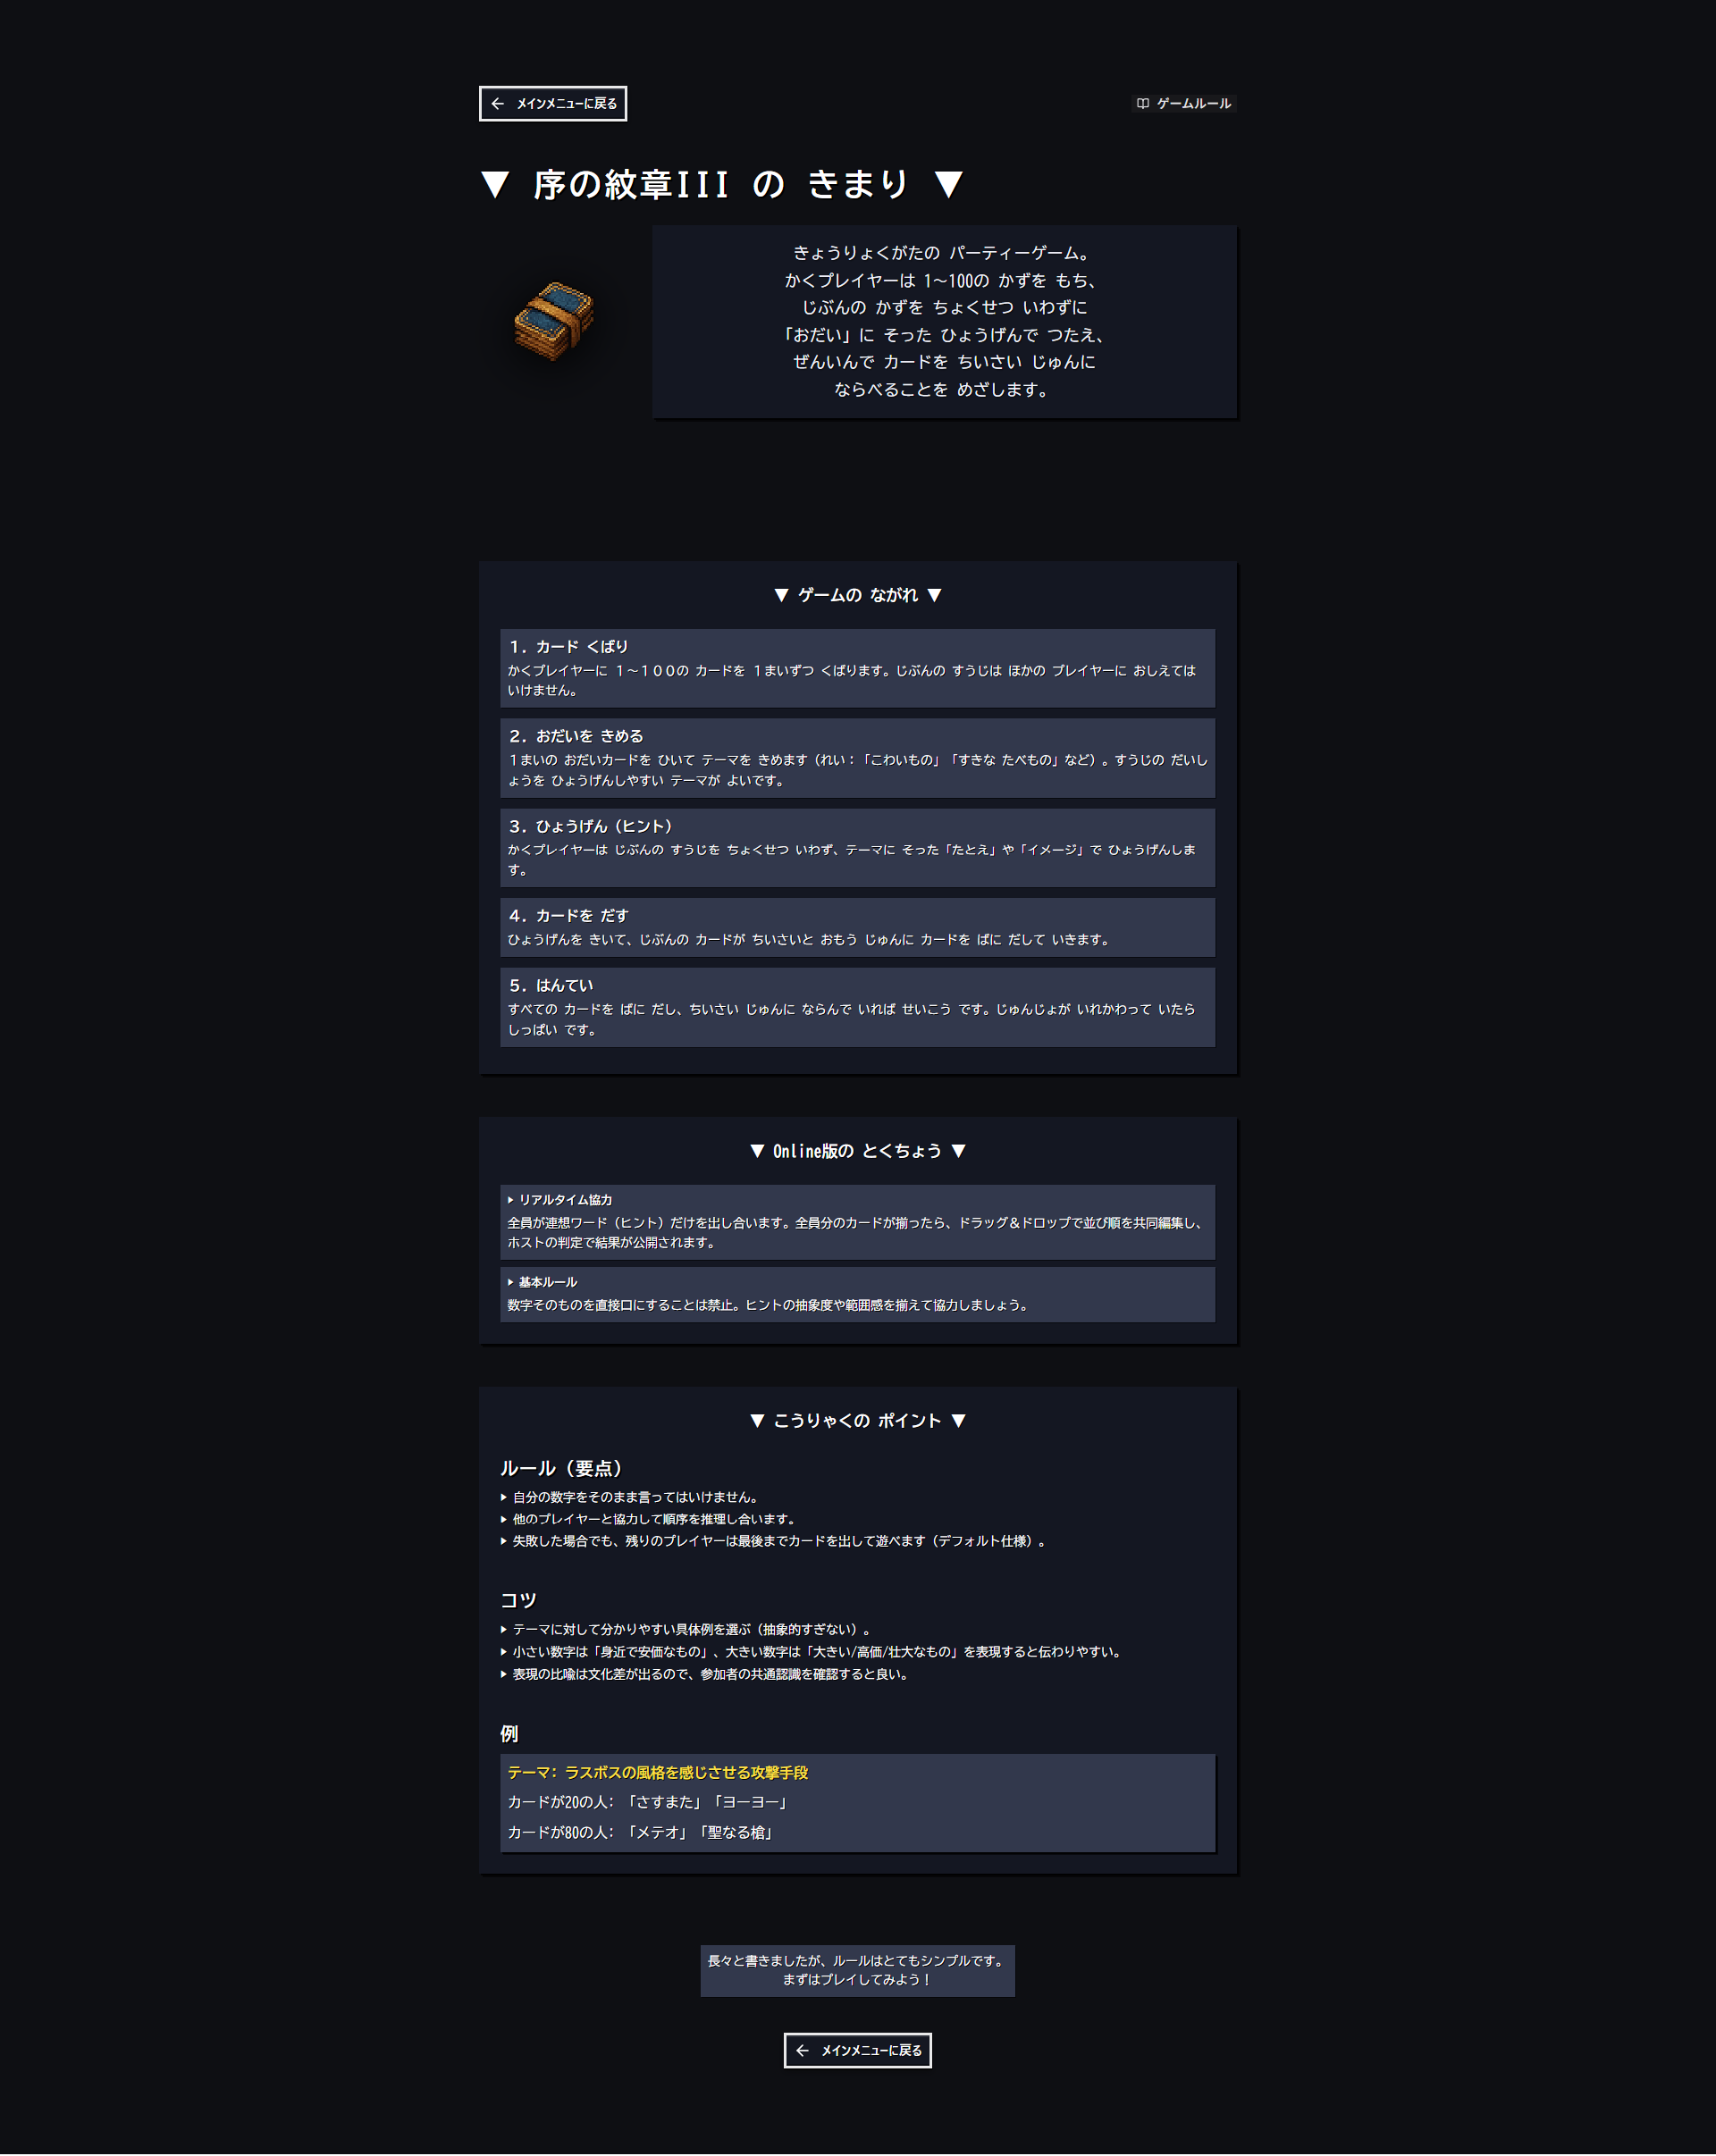 ← メインメニューに戻る
ゲームルール
▼ 序の紋章III の きまり ▼
きょうりょくがたの パーティーゲーム。
かくプレイヤーは 1〜100の かずを もち、
じぶんの かずを ちょくせつ いわずに
「おだい」に そった ひょうげんで つたえ、
ぜんいんで カードを ちいさい じゅんに
ならべることを めざします。
▼ ゲームの ながれ ▼
１．カード くばり
かくプレイヤーに １〜１００の カードを １まいずつ くばります。じぶんの すうじは ほかの プレイヤーに おしえては
いけません。
２．おだいを きめる
１まいの おだいカードを ひいて テーマを きめます（れい：「こわいもの」「すきな たべもの」など）。すうじの だいし
ょうを ひょうげんしやすい テーマが よいです。
３．ひょうげん（ヒント）
かくプレイヤーは じぶんの すうじを ちょくせつ いわず、テーマに そった「たとえ」や「イメージ」で ひょうげんしま
す。
４．カードを だす
ひょうげんを きいて、じぶんの カードが ちいさいと おもう じゅんに カードを ばに だして いきます。
５．はんてい
すべての カードを ばに だし、ちいさい じゅんに ならんで いれば せいこう です。じゅんじょが いれかわって いたら
しっぱい です。
▼ Online版の とくちょう ▼
▸ リアルタイム協力
全員が連想ワード（ヒント）だけを出し合います。全員分のカードが揃ったら、ドラッグ＆ドロップで並び順を共同編集し、
ホストの判定で結果が公開されます。
▸ 基本ルール
数字そのものを直接口にすることは禁止。ヒントの抽象度や範囲感を揃えて協力しましょう。
▼ こうりゃくの ポイント ▼
ルール（要点）
▸ 自分の数字をそのまま言ってはいけません。
▸ 他のプレイヤーと協力して順序を推理し合います。
▸ 失敗した場合でも、残りのプレイヤーは最後までカードを出して遊べます（デフォルト仕様）。
コツ
▸ テーマに対して分かりやすい具体例を選ぶ（抽象的すぎない）。
▸ 小さい数字は「身近で安価なもの」、大きい数字は「大きい/高価/壮大なもの」を表現すると伝わりやすい。
▸ 表現の比喩は文化差が出るので、参加者の共通認識を確認すると良い。
例
テーマ: ラスボスの風格を感じさせる攻撃手段
カードが20の人: 「さすまた」「ヨーヨー」
カードが80の人: 「メテオ」「聖なる槍」
長々と書きましたが、ルールはとてもシンプルです。
まずはプレイしてみよう！
← メインメニューに戻る